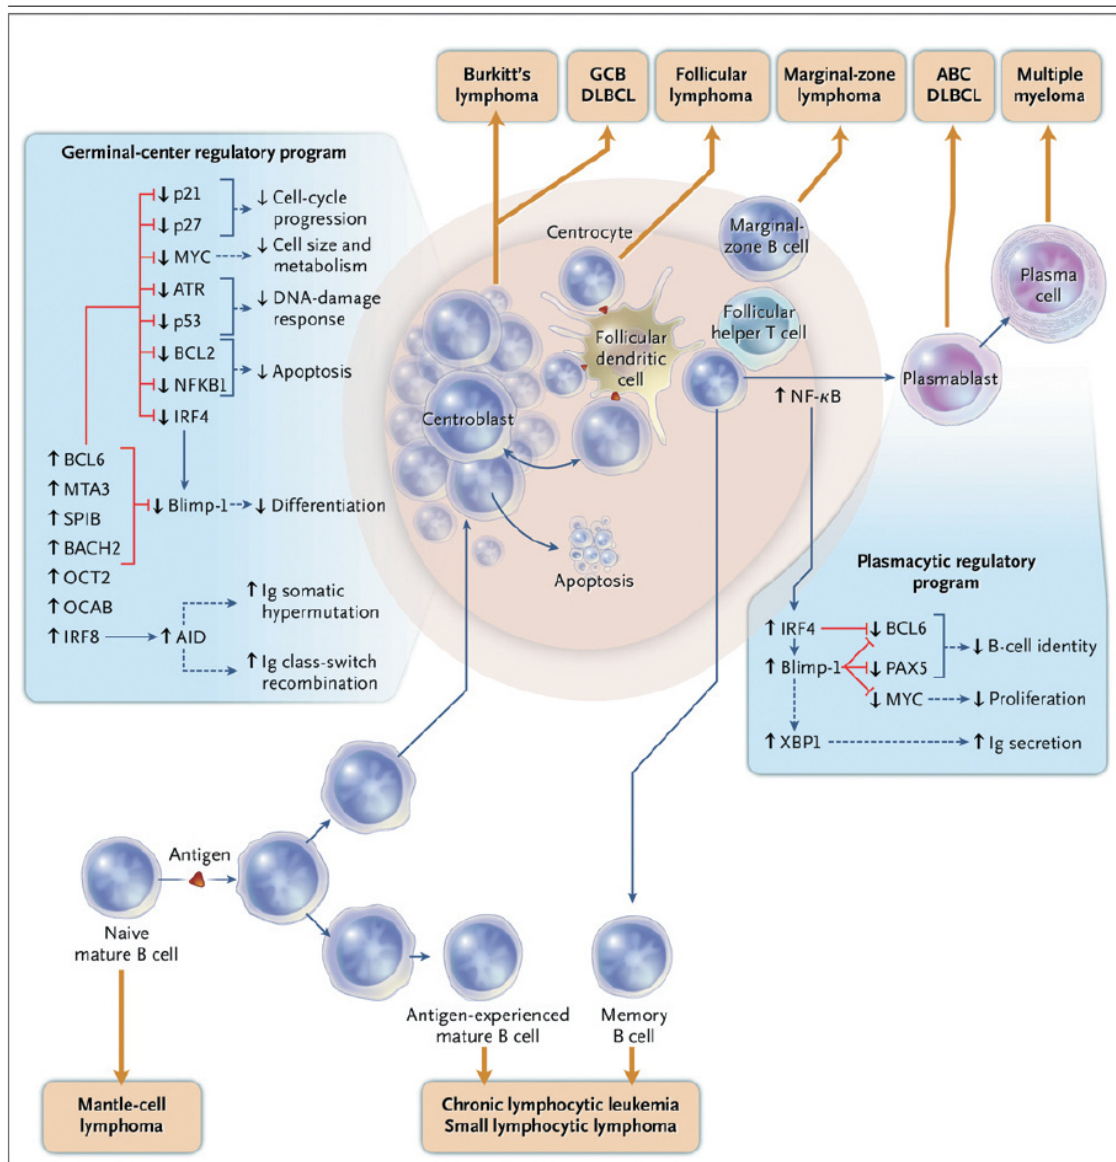 Burkitt's
lymphoma
GCB
DLBCL
Follicular
lymphoma
Marginal-zone
lymphoma
ABC
DLBCL
Multiple
myeloma
Germinal-center regulatory program
↓ p21
↓ p27
↓ Cell-cycle
progression
↓ MYC
↓ Cell size and
metabolism
↓ ATR
↓ p53
↓ DNA-damage
response
↓ BCL2
↓ NFKB1
↓ Apoptosis
↓ IRF4
↑ BCL6
↑ MTA3
↑ SPIB
↑ BACH2
↑ OCT2
↑ OCAB
↑ IRF8
↓ Blimp-1
↓ Differentiation
↑ AID
↑ Ig somatic
hypermutation
↑ Ig class-switch
recombination
Centrocyte
Marginal-
zone B cell
Follicular
helper T cell
Follicular
dendritic
cell
Centroblast
Apoptosis
↑ NF-κB
Plasmablast
Plasma
cell
Plasmacytic regulatory
program
↑ IRF4
↓ BCL6
↑ Blimp-1
↓ PAX5
↓ B-cell identity
↓ MYC
↓ Proliferation
↑ XBP1
↑ Ig secretion
Antigen
Naive
mature B cell
Antigen-experienced
mature B cell
Memory
B cell
Mantle-cell
lymphoma
Chronic lymphocytic leukemia
Small lymphocytic lymphoma